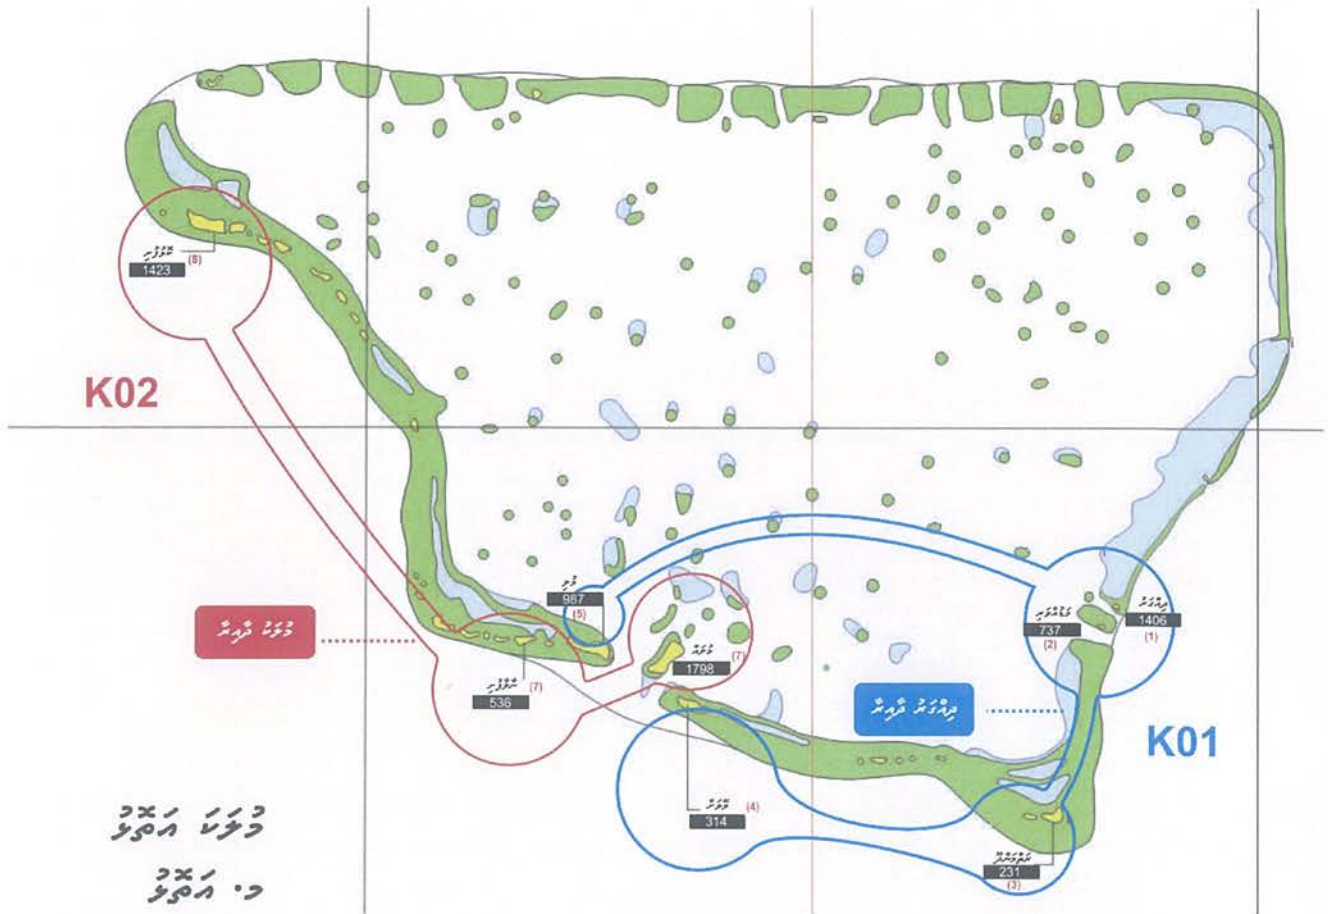 ކޮޅުފުށި
1423
(8)
K02
މުލި
987
(5)
މުލަކު ދާއިރާ
ނާލާފުށި
(7)
536
މުލައް
1798
(7)
މަޑުއްވަރި
737
(2)
ދިއްގަރު
1406
(1)
ދިއްގަރު ދާއިރާ
K01
ވޭވަށް
(4)
314
ރަތްމަންދޫ
231
(3)
މުލަކަ އަތޮޅު
މ. އަތޮޅު